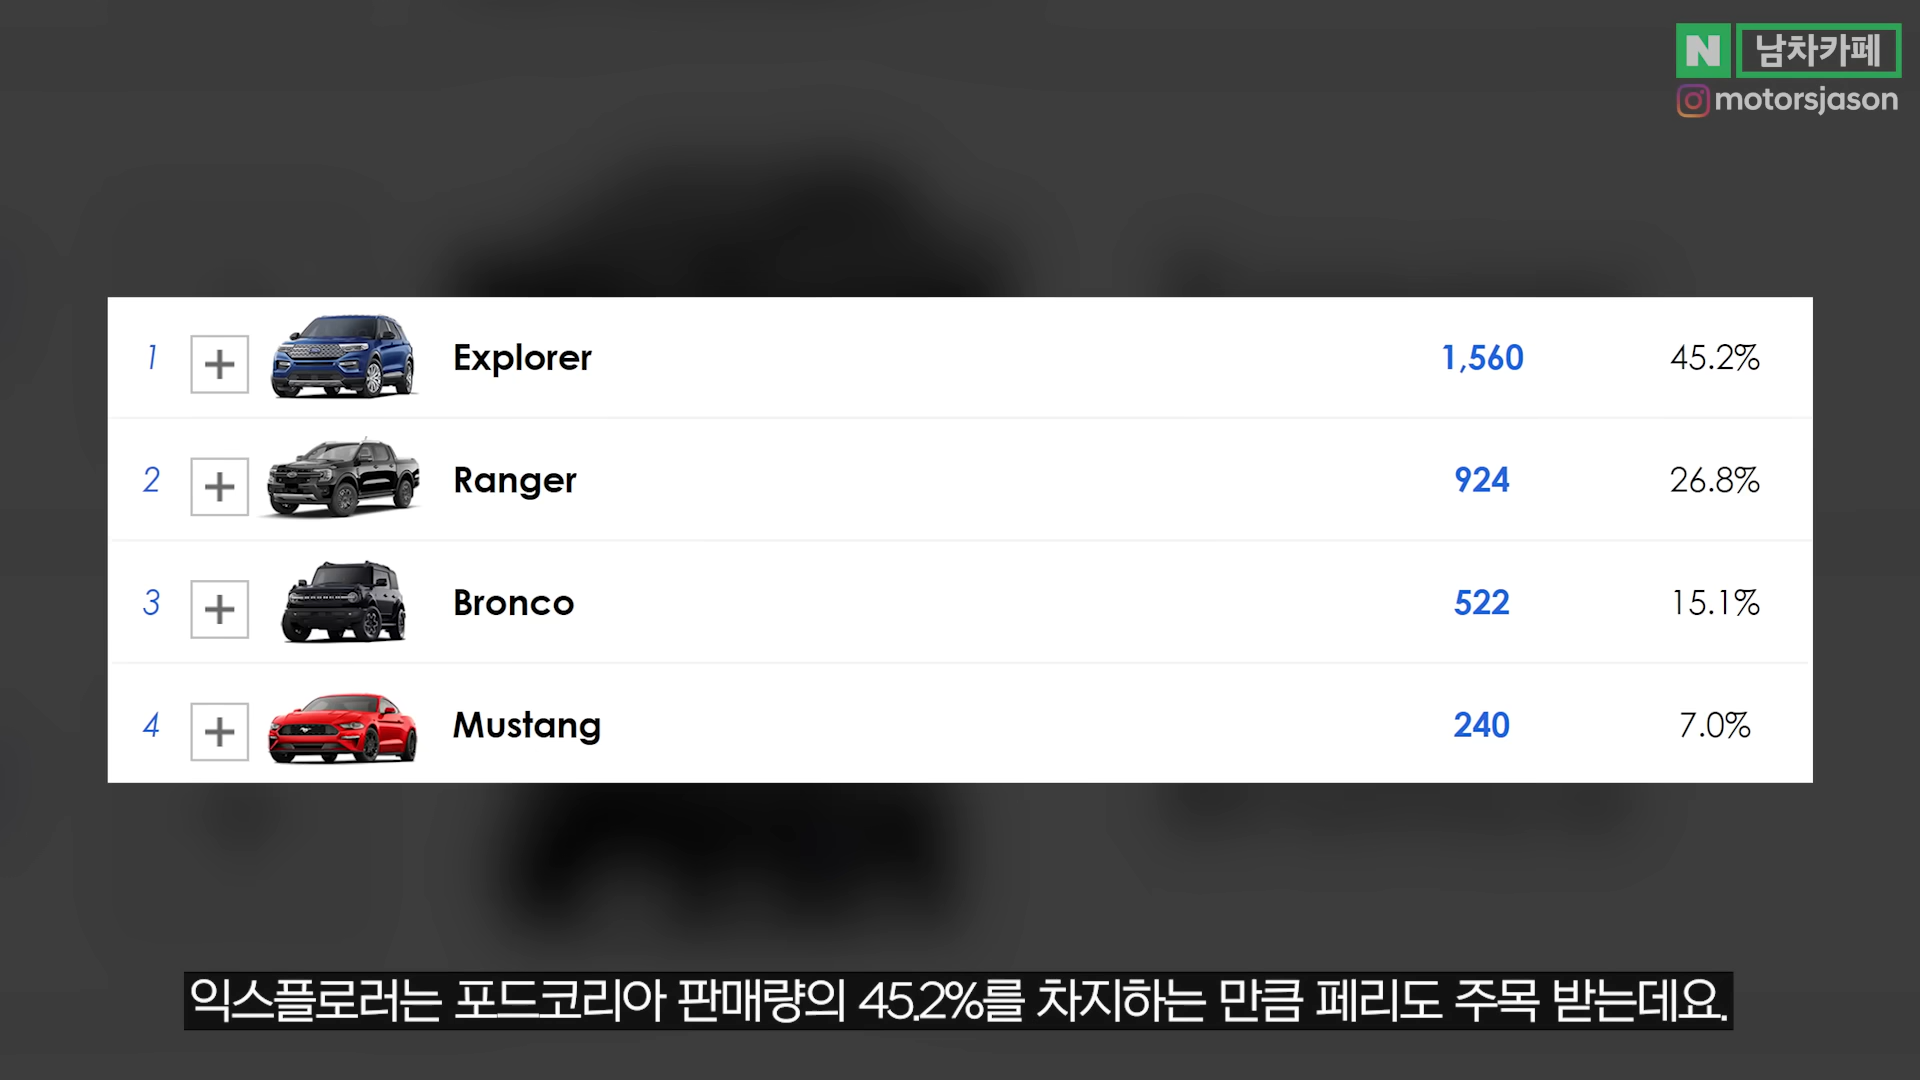 N 남차카페
motorsjason
1 + Explorer 1,560 45.2%
2 + Ranger 924 26.8%
3 + Bronco 522 15.1%
4 + Mustang 240 7.0%
익스플로러는 포드코리아 판매량의 45.2%를 차지하는 만큼 페리도 주목 받는데요.